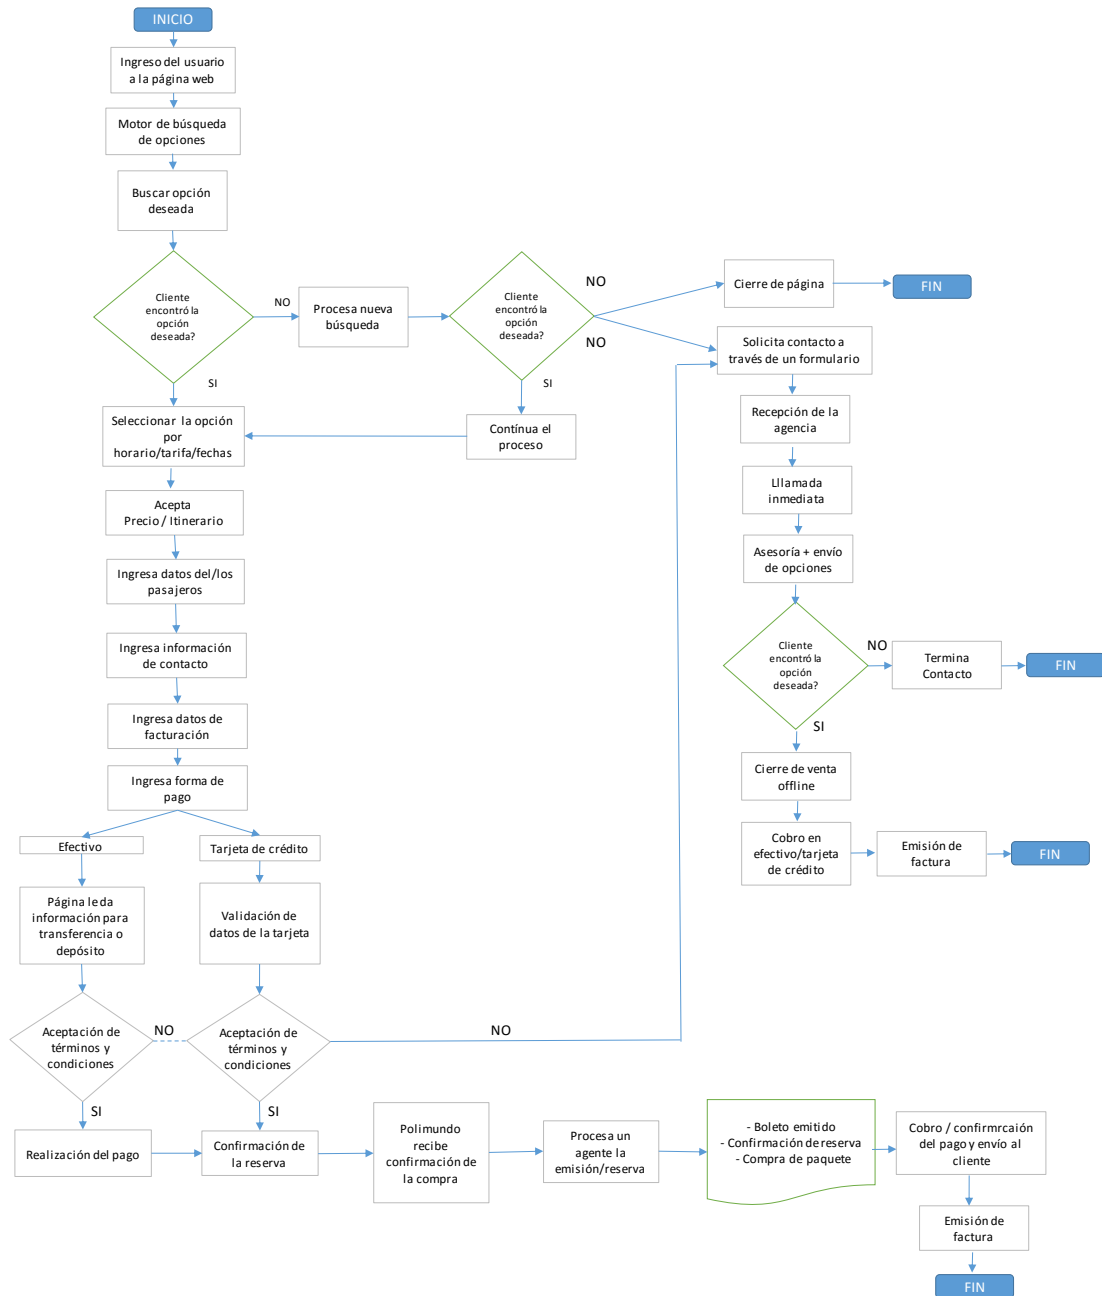 INICIO
Ingreso del usuario
a la página web
Motor de búsqueda
de opciones
Buscar opción
deseada
Cliente
encontró la
opción
deseada?
NO
Procesa nueva
búsqueda
Cliente
encontró la
opción
deseada?
NO
NO
Cierre de página
FIN
Solicita contacto a
través de un formulario
SI
SI
Seleccionar la opción
por
horario/tarifa/fechas
Contínua el
proceso
Recepción de la
agencia
Lllamada
inmediata
Acepta
Precio / Itinerario
Asesoría + envío
de opciones
Ingresa datos del/los
pasajeros
Ingresa información
de contacto
Cliente
encontró la
opción
deseada?
NO
Termina
Contacto
FIN
SI
Ingresa datos de
facturación
Ingresa forma de
pago
Cierre de venta
offline
Efectivo
Tarjeta de crédito
Cobro en
efectivo/tarjeta
de crédito
Emisión de
factura
FIN
Página le da
información para
transferencia o
depósito
Validación de
datos de la tarjeta
Aceptación de
términos y
condiciones
NO
Aceptación de
términos y
condiciones
NO
SI
SI
Realización del pago
Confirmación de
la reserva
Polimundo
recibe
confirmación de
la compra
Procesa un
agente la
emisión/reserva
- Boleto emitido
- Confirmación de reserva
- Compra de paquete
Cobro / confirmrcaión
del pago y envío al
cliente
Emisión de
factura
FIN